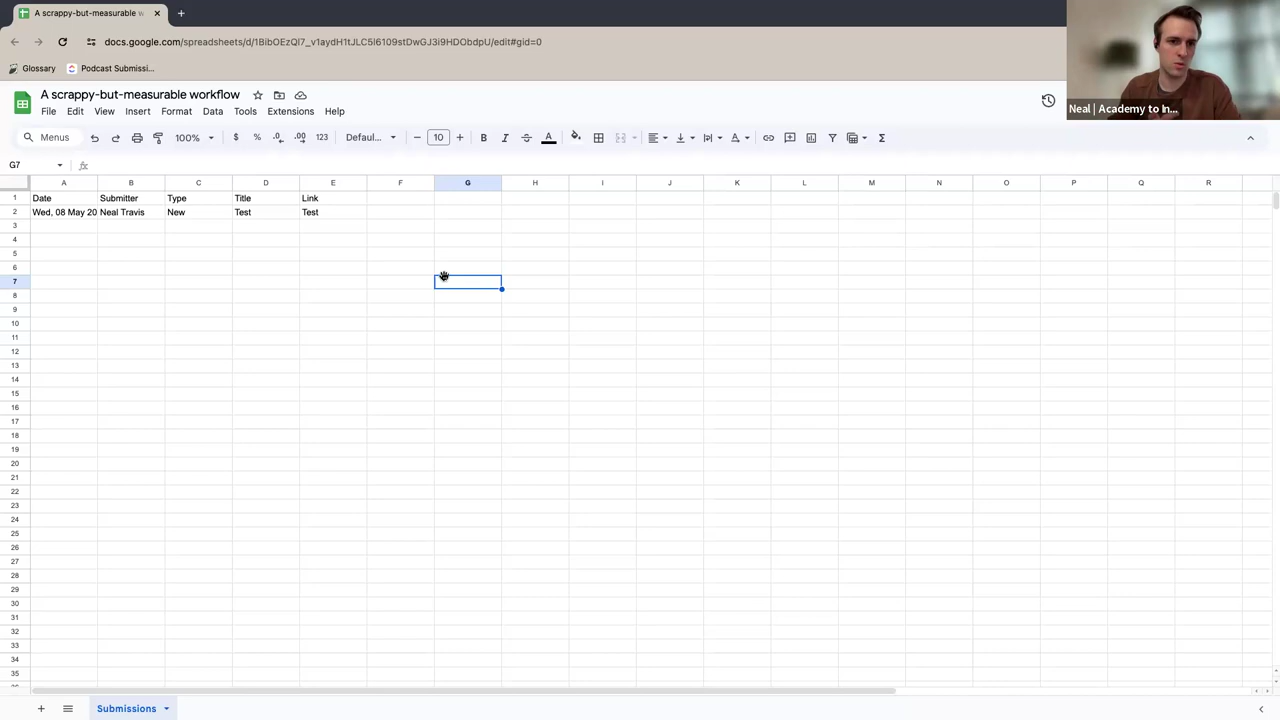 A scrappy-but-measurable w
docs.google.com/spreadsheets/d/1BibOEzQl7_v1aydH1tJLC5l6109stDwGJ3i9HDObdpU/edit#gid=0
Glossary Podcast Submissi...
Neal | Academy to In...
A scrappy-but-measurable workflow
File Edit View Insert Format Data Tools Extensions Help
Menus 100% $ % .0 .00 123 Defaul... − 10 + B I A Σ
G7 fx
A B C D E F G H I J K L M N O P Q R
1 Date Submitter Type Title Link
2 Wed, 08 May 20 Neal Travis New Test Test
3
4
5
6
7
8
9
10
11
12
13
14
15
16
17
18
19
20
21
22
23
24
25
26
27
28
29
30
31
32
33
34
35
+ Submissions